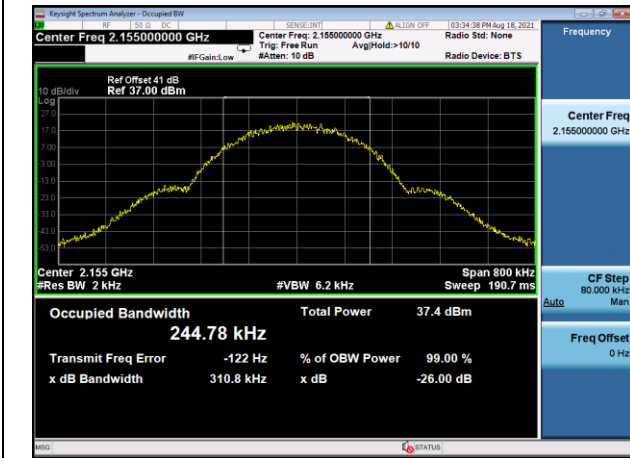 Keysight Spectrum Analyzer - Occupied BW
RF 50 Ω DC SENSE:INT ALIGN OFF 03:34:38 PM Aug 18, 2021
Center Freq 2.155000000 GHz
Center Freq: 2.155000000 GHz
Radio Std: None
Trig: Free Run Avg|Hold:>10/10
#IFGain:Low #Atten: 10 dB
Radio Device: BTS
Frequency
Ref Offset 41 dB
10 dB/div Ref 37.00 dBm
Log
27.0
17.0
7.00
-3.00
-13.0
-23.0
-33.0
-43.0
-53.0
Center 2.155 GHz
Span 800 kHz
#Res BW 2 kHz
#VBW 6.2 kHz
Sweep 190.7 ms
Occupied Bandwidth
Total Power 37.4 dBm
244.78 kHz
Transmit Freq Error -122 Hz
% of OBW Power 99.00 %
x dB Bandwidth 310.8 kHz
x dB -26.00 dB
Center Freq
2.155000000 GHz
CF Step
80.000 kHz
Auto Man
Freq Offset
0 Hz
MSG
STATUS